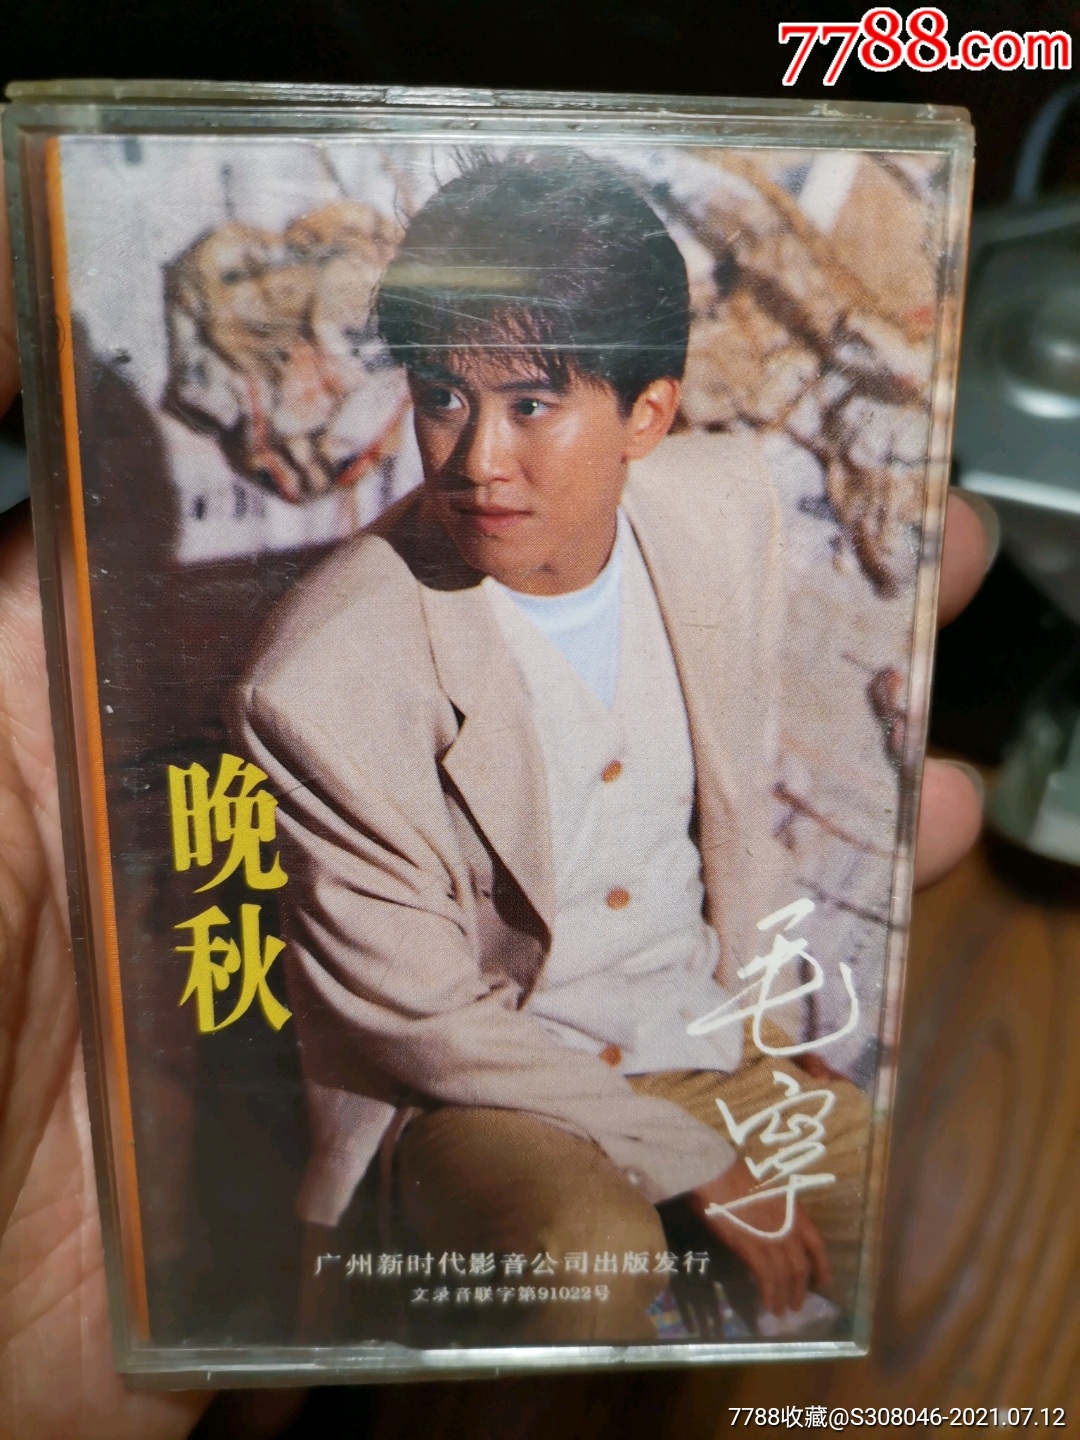 7788.com
晚秋
毛寧
广州新时代影音公司出版发行
文录音联字第91022号
7788收藏@S308046-2021.07.12